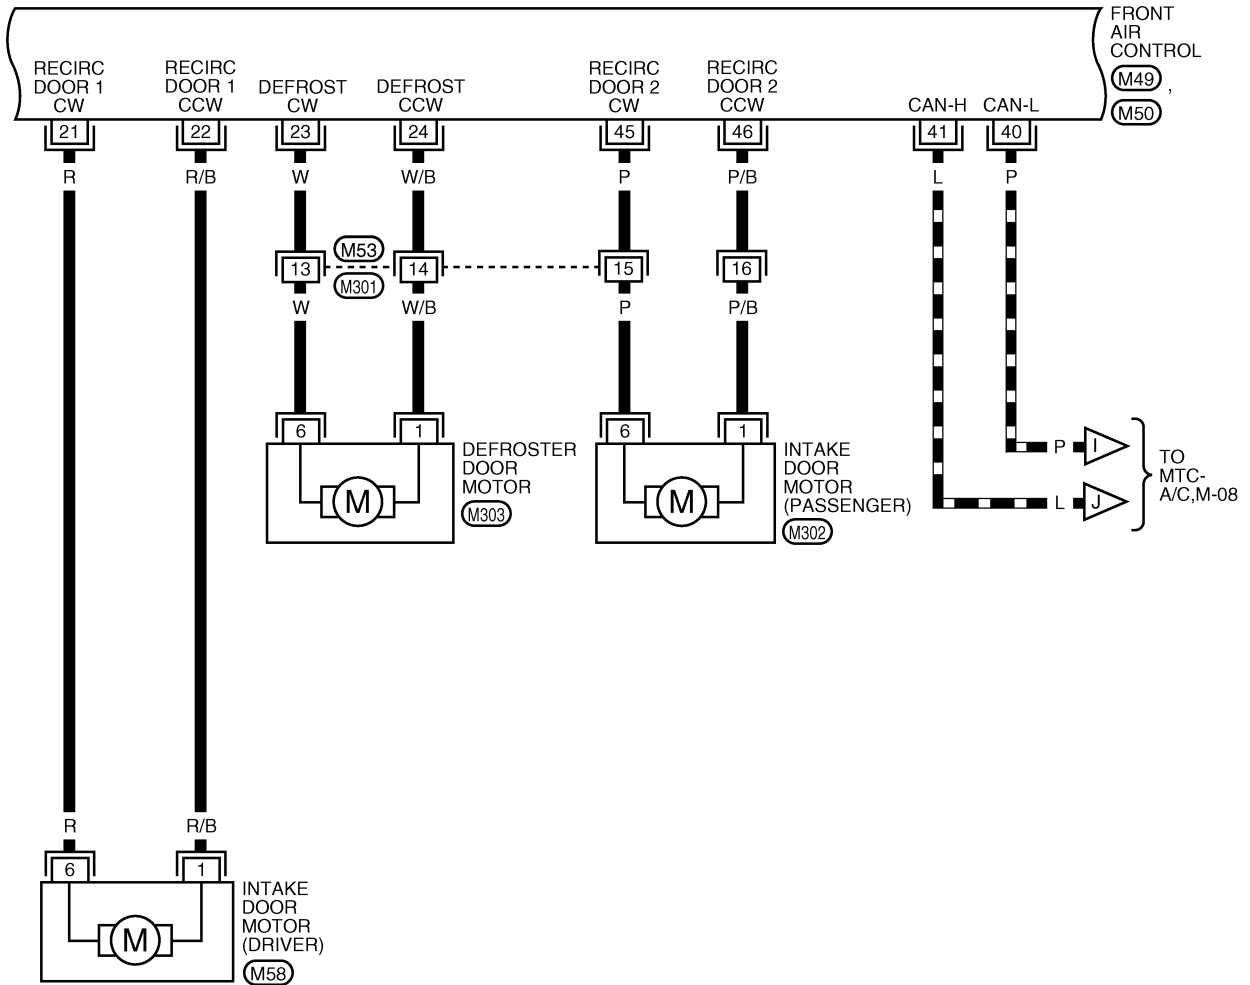 FRONT
AIR
CONTROL
M49 ,
M50
RECIRC
DOOR 1
CW
RECIRC
DOOR 1
CCW
DEFROST
CW
DEFROST
CCW
RECIRC
DOOR 2
CW
RECIRC
DOOR 2
CCW
CAN-H
CAN-L
21
22
23
24
45
46
41
40
R
R/B
W
W/B
P
P/B
L
P
M53
13
14
15
16
M301
W
W/B
P
P/B
6
1
6
1
M
DEFROSTER
DOOR
MOTOR
M303
M
INTAKE
DOOR
MOTOR
(PASSENGER)
M302
P
I
L
J
TO
MTC-
A/C,M-08
R
R/B
6
1
M
INTAKE
DOOR
MOTOR
(DRIVER)
M58